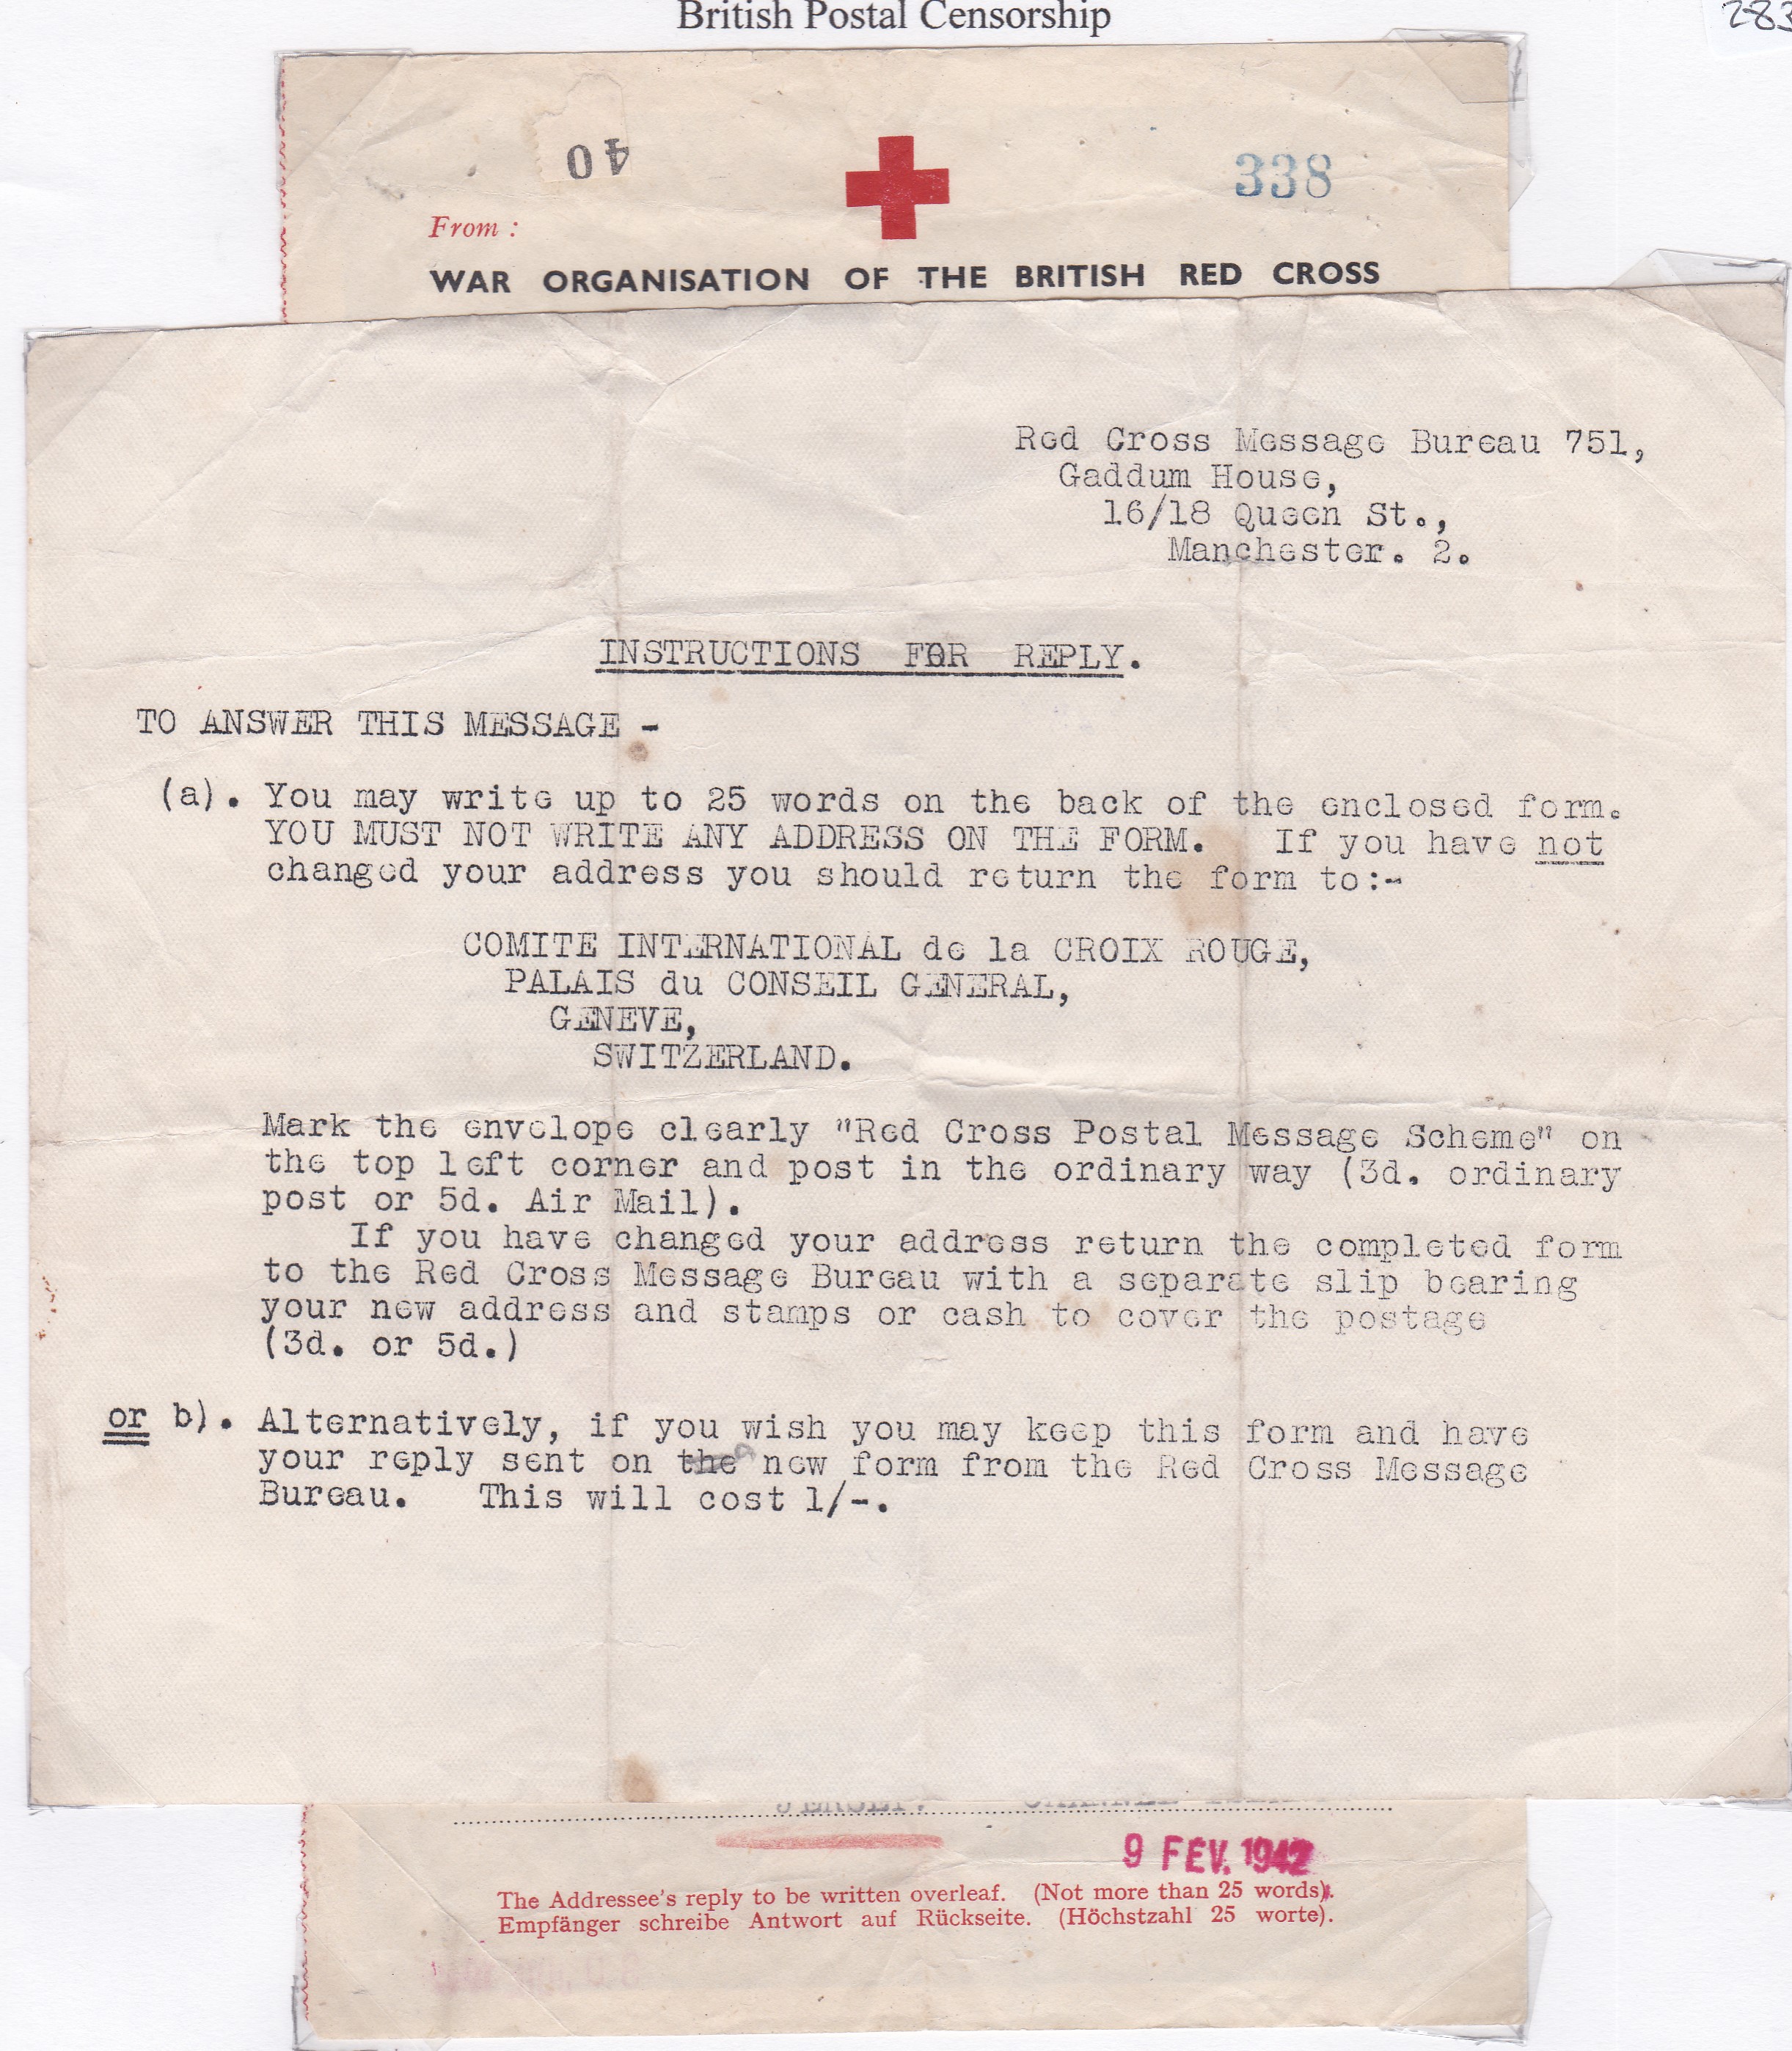 British Postal Censorship
283
40
338
From :
WAR ORGANISATION OF THE BRITISH RED CROSS
Red Cross Message Bureau 751,
Gaddum House,
16/18 Queen St.,
Manchester. 2.
INSTRUCTIONS FOR REPLY.
TO ANSWER THIS MESSAGE -
(a). You may write up to 25 words on the back of the enclosed form.
YOU MUST NOT WRITE ANY ADDRESS ON THE FORM. If you have not
changed your address you should return the form to:-
COMITE INTERNATIONAL de la CROIX ROUGE,
PALAIS du CONSEIL GENERAL,
GENEVE,
SWITZERLAND.
Mark the envelope clearly "Red Cross Postal Message Scheme" on
the top left corner and post in the ordinary way (3d. ordinary
post or 5d. Air Mail).
If you have changed your address return the completed form
to the Red Cross Message Bureau with a separate slip bearing
your new address and stamps or cash to cover the postage
(3d. or 5d.)
or b). Alternatively, if you wish you may keep this form and have
your reply sent on the a new form from the Red Cross Message
Bureau. This will cost 1/-.
9 FEV. 1942
The Addressee's reply to be written overleaf. (Not more than 25 words).
Empfänger schreibe Antwort auf Rückseite. (Höchstzahl 25 worte).